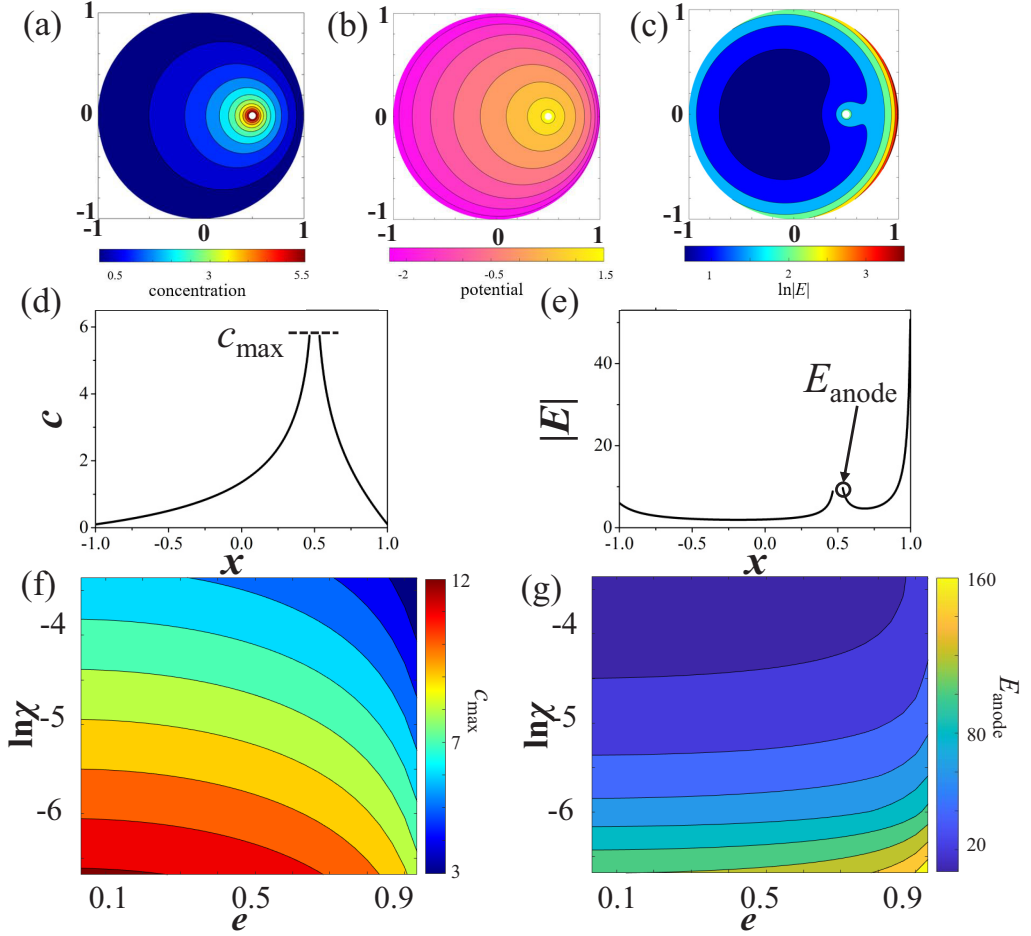 (a)
1
0
-1
-1
0
1
0.5
3
5.5
concentration
(b)
1
0
-1
-1
0
1
-2
-0.5
1.5
potential
(c)
1
0
-1
-1
0
1
1
2
3
ln|E|
(d)
6
4
2
0
c
c_max
-1.0
-0.5
0.0
0.5
1.0
x
(e)
40
20
0
|E|
E_anode
-1.0
-0.5
0.0
0.5
1.0
x
(f)
-4
-5
-6
lnχ
0.1
0.5
0.9
e
12
7
3
c_max
(g)
-4
-5
-6
lnχ
0.1
0.5
0.9
e
160
80
20
E_anode